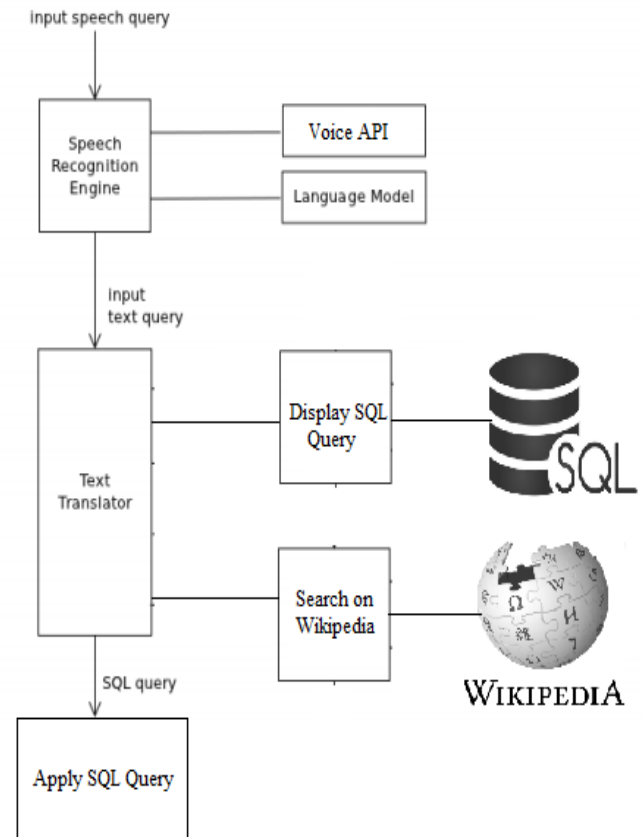 input speech query
Speech
Recognition
Engine
Voice API
Language Model
input
text query
Text
Translator
Display SQL
Query
SQL
Search on
Wikipedia
Ω
W
H
WIKIPEDIA
SQL query
Apply SQL Query